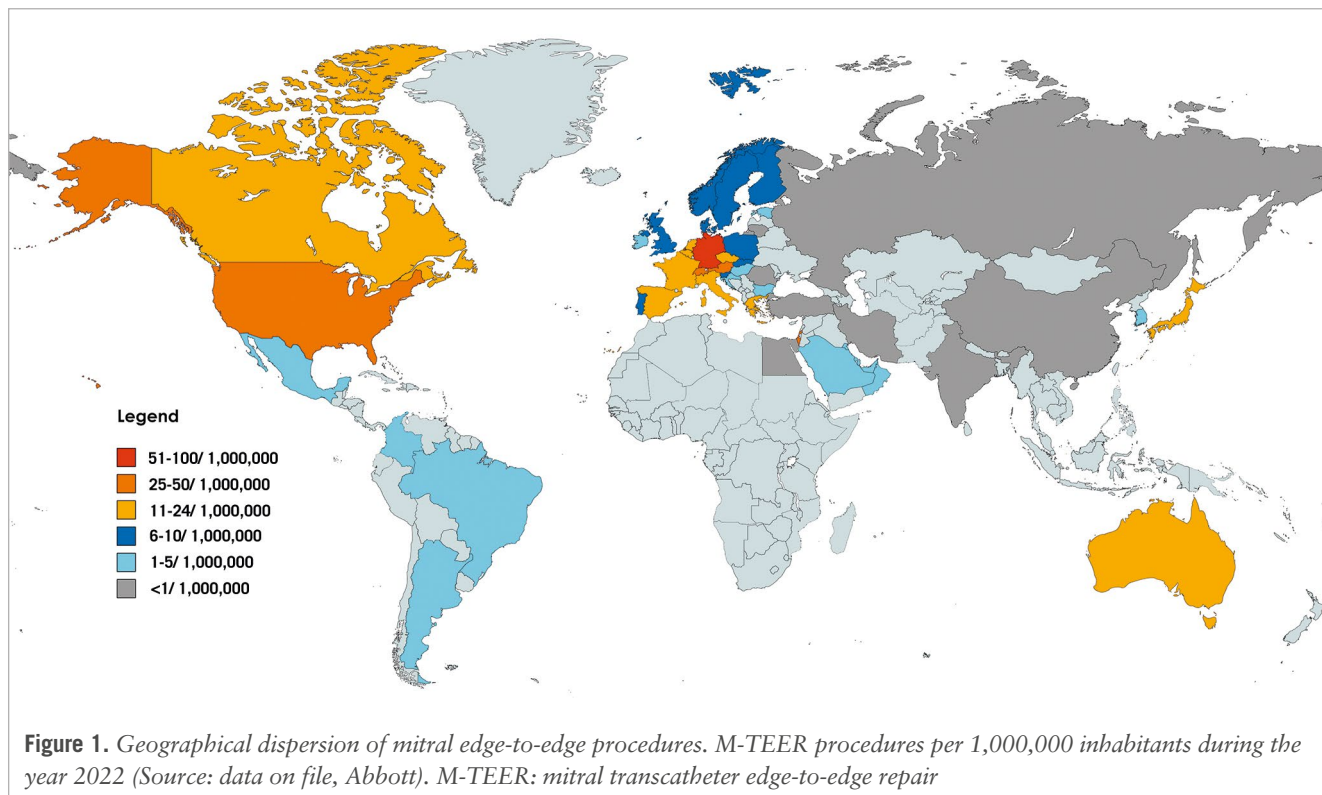 Legend
51-100/ 1,000,000
25-50/ 1,000,000
11-24/ 1,000,000
6-10/ 1,000,000
1-5/ 1,000,000
<1/ 1,000,000
Figure 1. Geographical dispersion of mitral edge-to-edge procedures. M-TEER procedures per 1,000,000 inhabitants during the
year 2022 (Source: data on file, Abbott). M-TEER: mitral transcatheter edge-to-edge repair